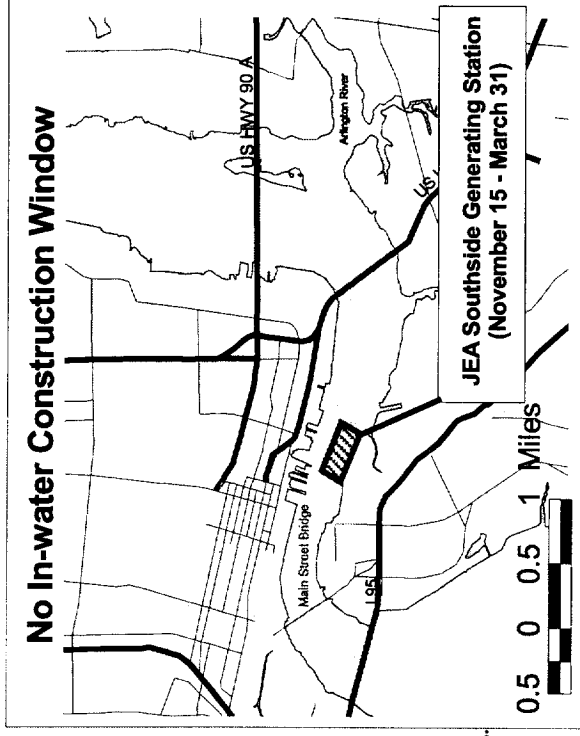 No In-water Construction Window
US HWY 90 A
Arlington River
US
Main Street Bridge
I 95
JEA Southside Generating Station
(November 15 - March 31)
0.5 0 0.5 1 Miles